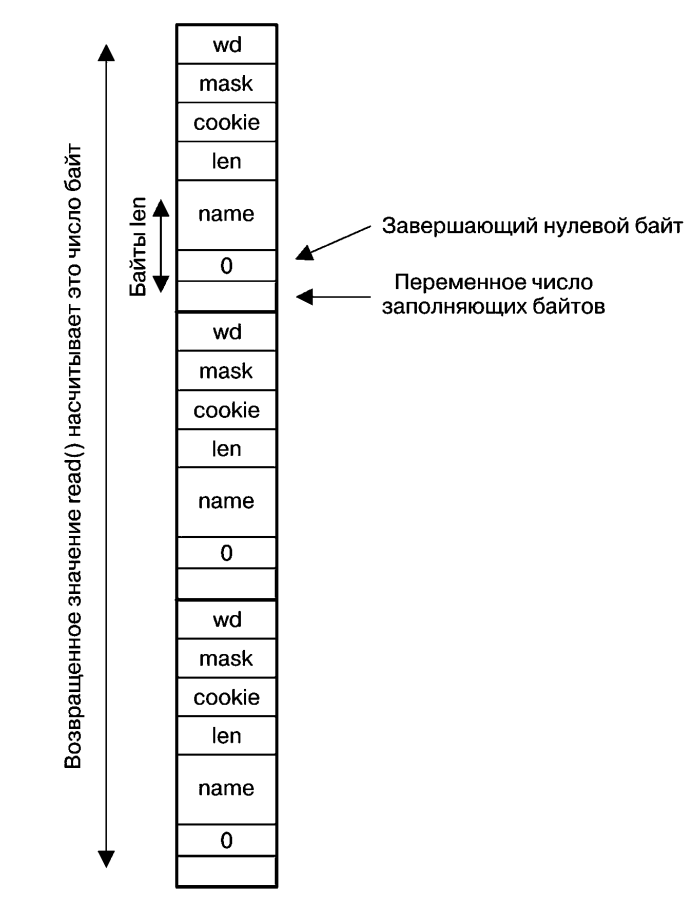 Возвращенное значение read() насчитывает это число байт
Байты len
wd
mask
cookie
len
name
0
Завершающий нулевой байт
Переменное число
заполняющих байтов
wd
mask
cookie
len
name
0
wd
mask
cookie
len
name
0